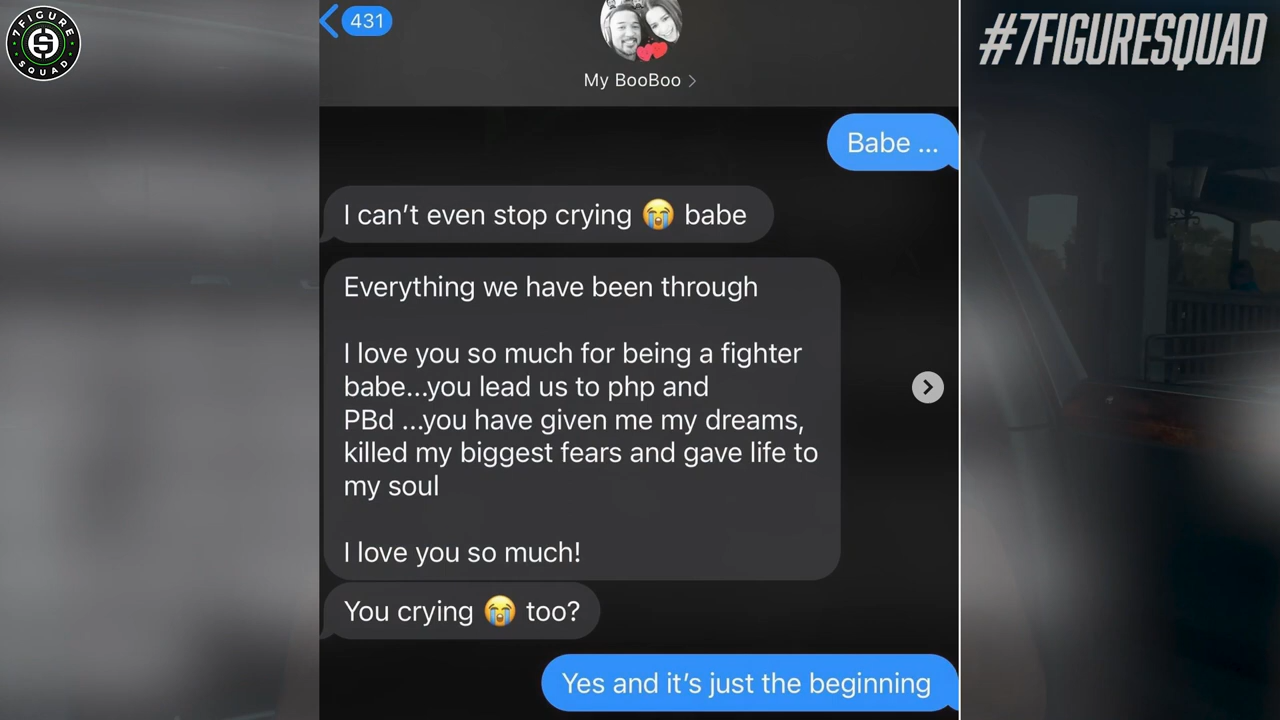 7 FIGURE
SQUAD
#7FIGURESQUAD
431
My BooBoo
Babe ...
I can't even stop crying 😭 babe
Everything we have been through
I love you so much for being a fighter
babe...you lead us to php and
PBd ...you have given me my dreams,
killed my biggest fears and gave life to
my soul
I love you so much!
You crying 😭 too?
Yes and it's just the beginning